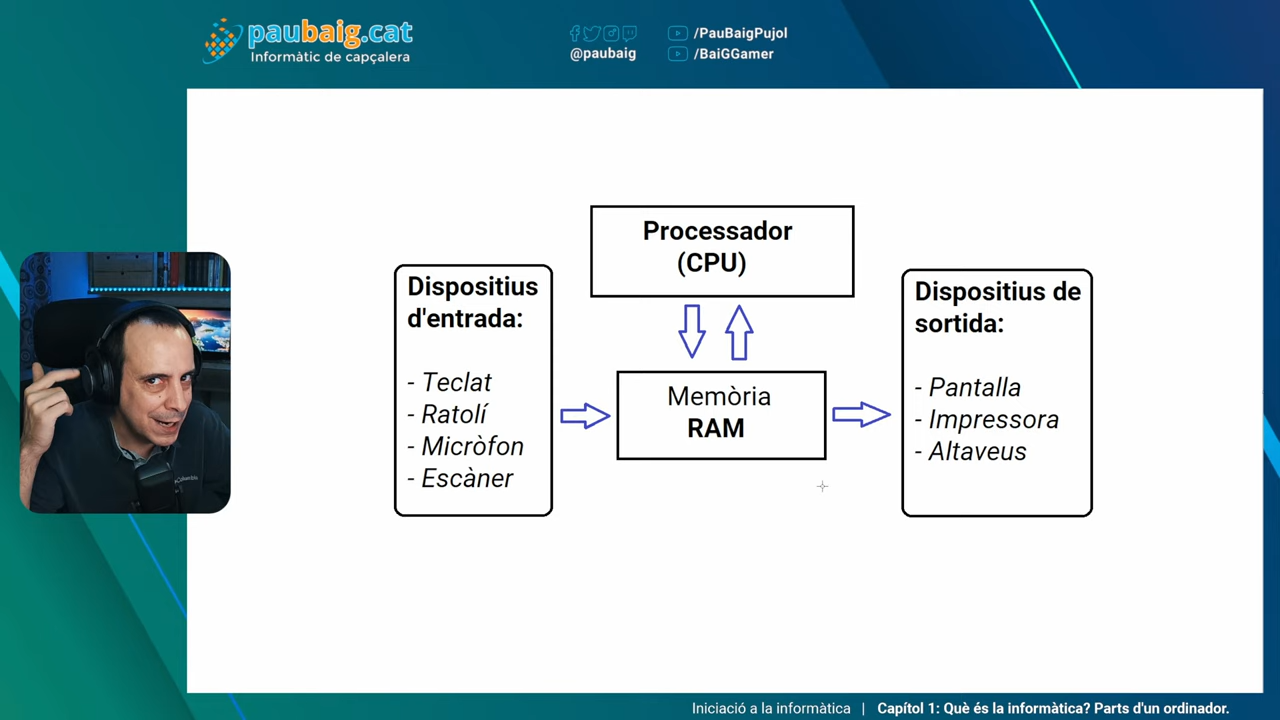 paubaig.cat
Informàtic de capçalera
@paubaig
/PauBaigPujol
/BaiGGamer
Processador
(CPU)
Dispositius
d'entrada:
- Teclat
- Ratolí
- Micròfon
- Escàner
Memòria
RAM
Dispositius de
sortida:
- Pantalla
- Impressora
- Altaveus
Iniciació a la informàtica | Capítol 1: Què és la informàtica? Parts d'un ordinador.